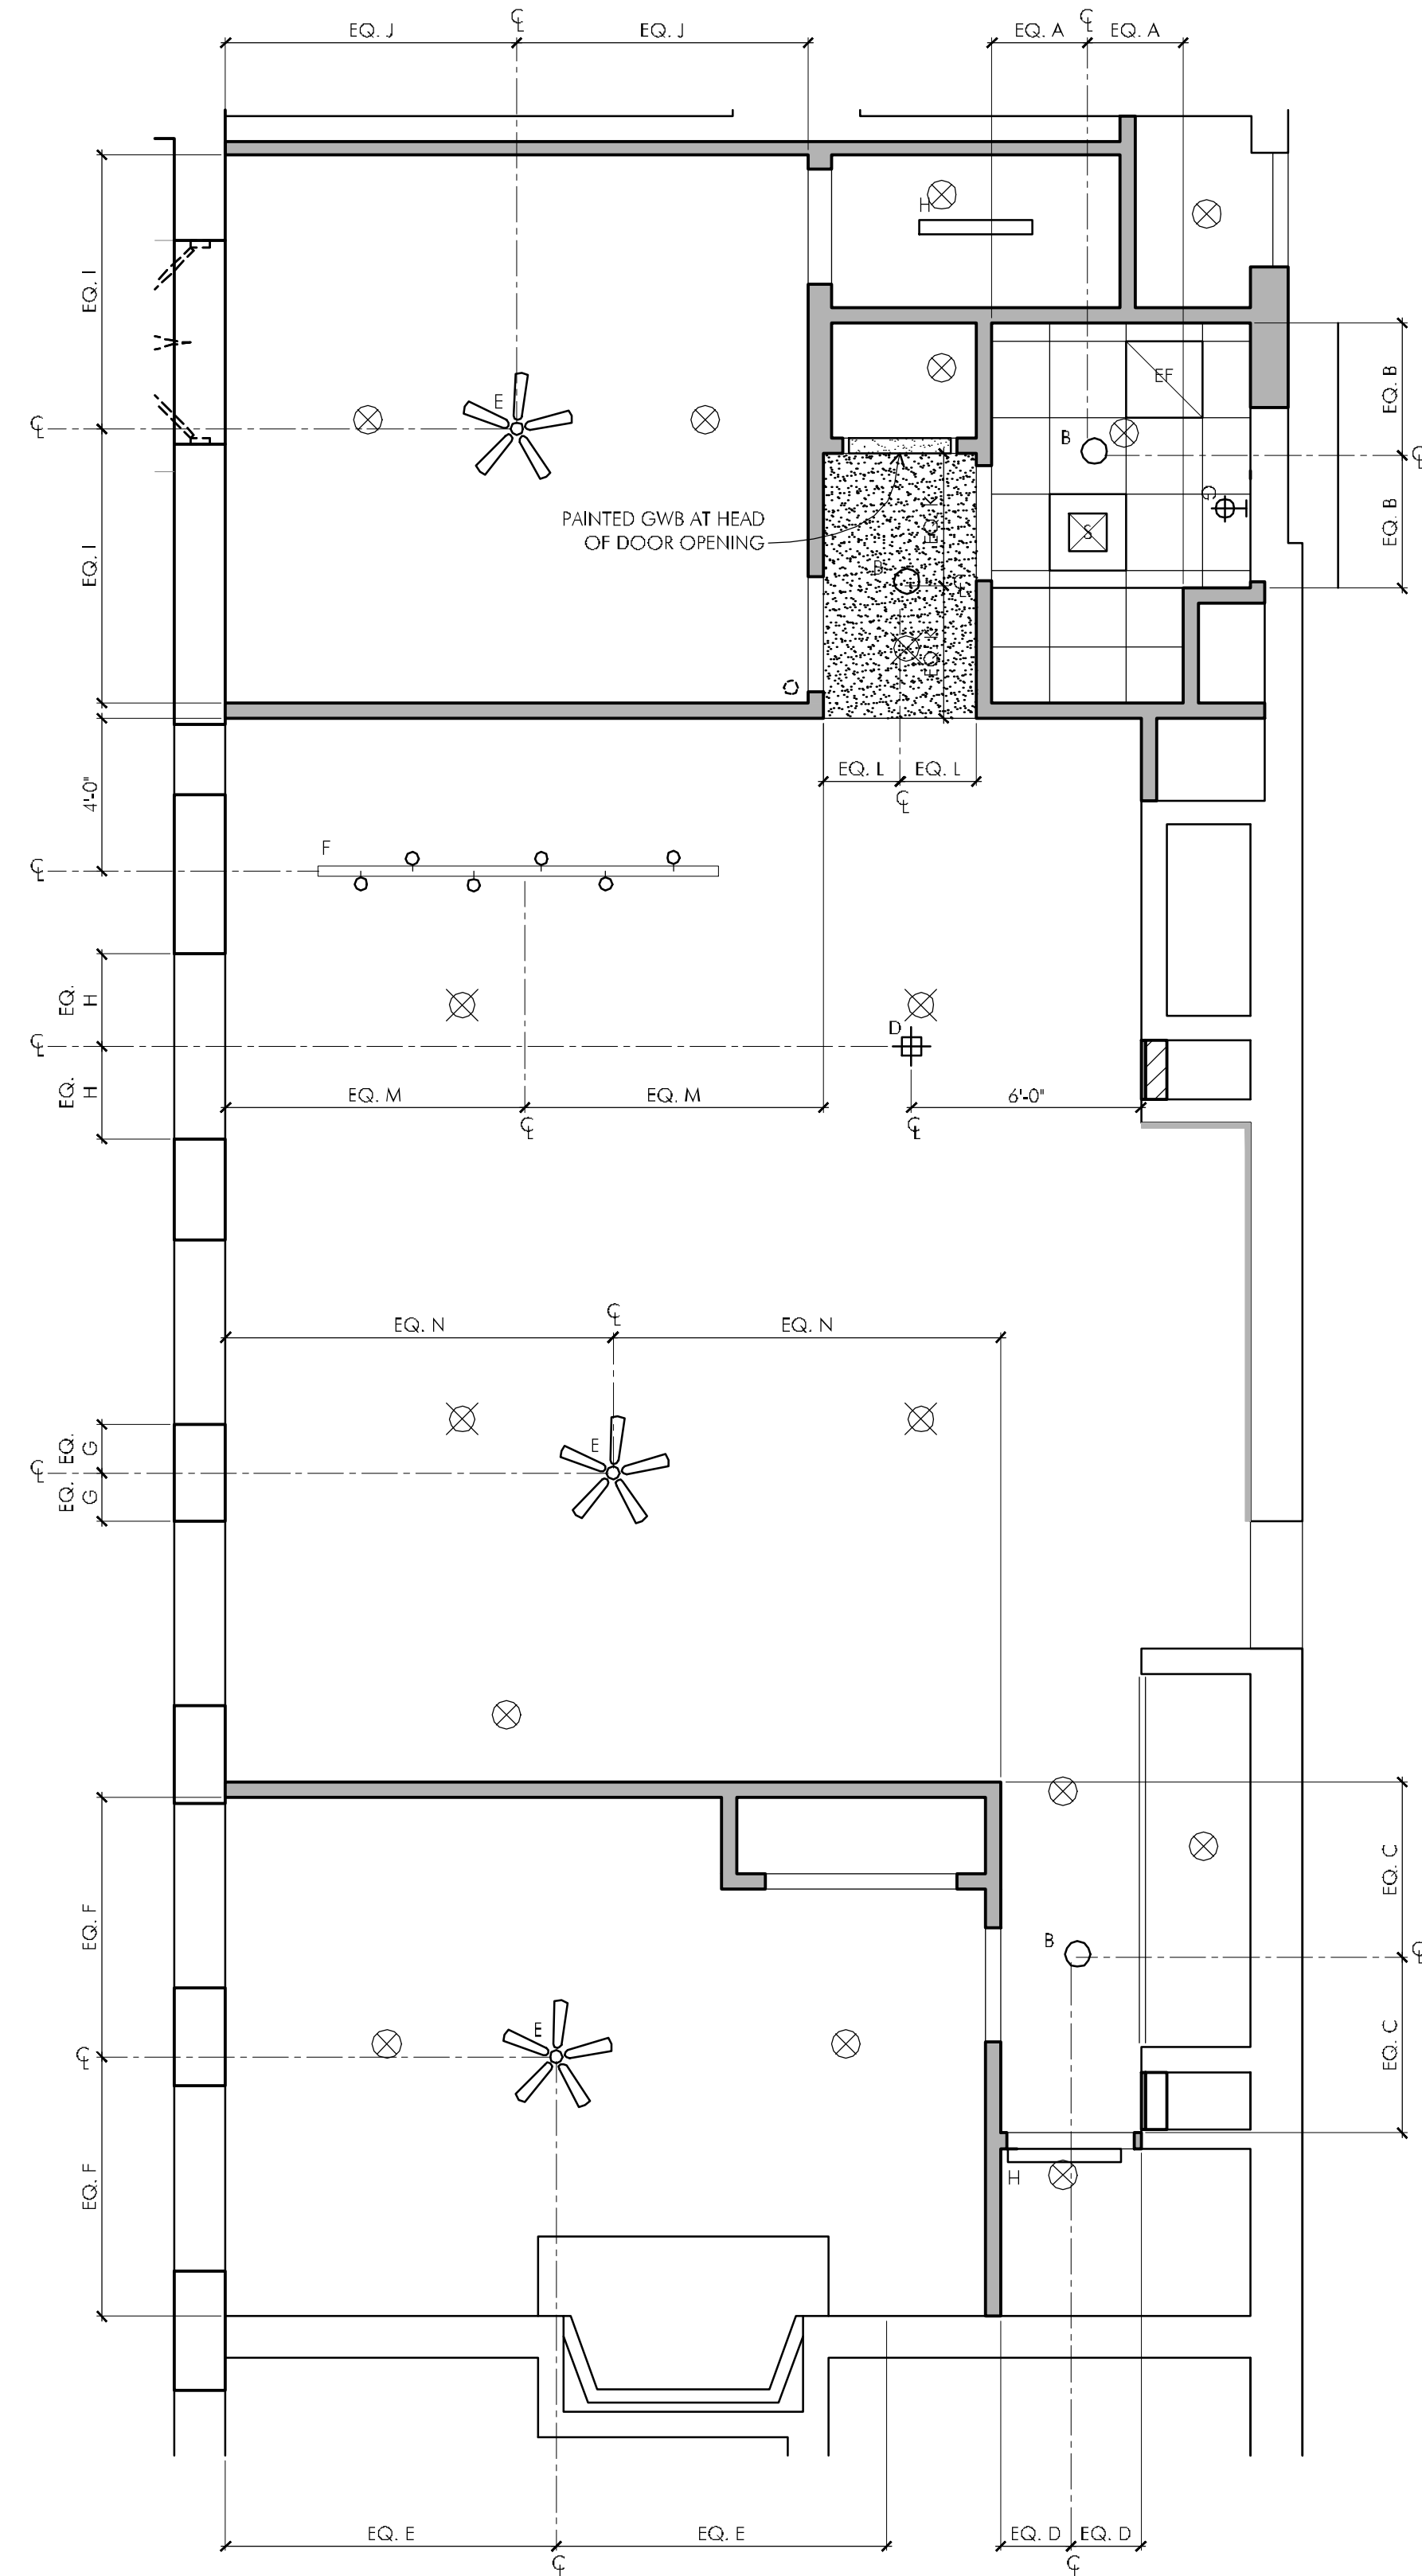 EQ. J
℄
EQ. J
EQ. A
℄
EQ. A
H
EQ. I
EF
EQ. B
E
℄
B
℄
G
PAINTED GWB AT HEAD
OF DOOR OPENING
EQ. K
S
EQ. B
EQ. I
B
℄
EQ. K
4'-0"
EQ. L
EQ. L
℄
F
℄
EQ.
H
D
℄
EQ.
H
EQ. M
EQ. M
6'-0"
℄
℄
℄
EQ. N
EQ. N
EQ.
G
E
℄
EQ.
G
EQ. C
EQ. F
B
℄
E
℄
EQ. C
H
EQ. F
EQ. E
EQ. E
EQ. D
EQ. D
℄
℄